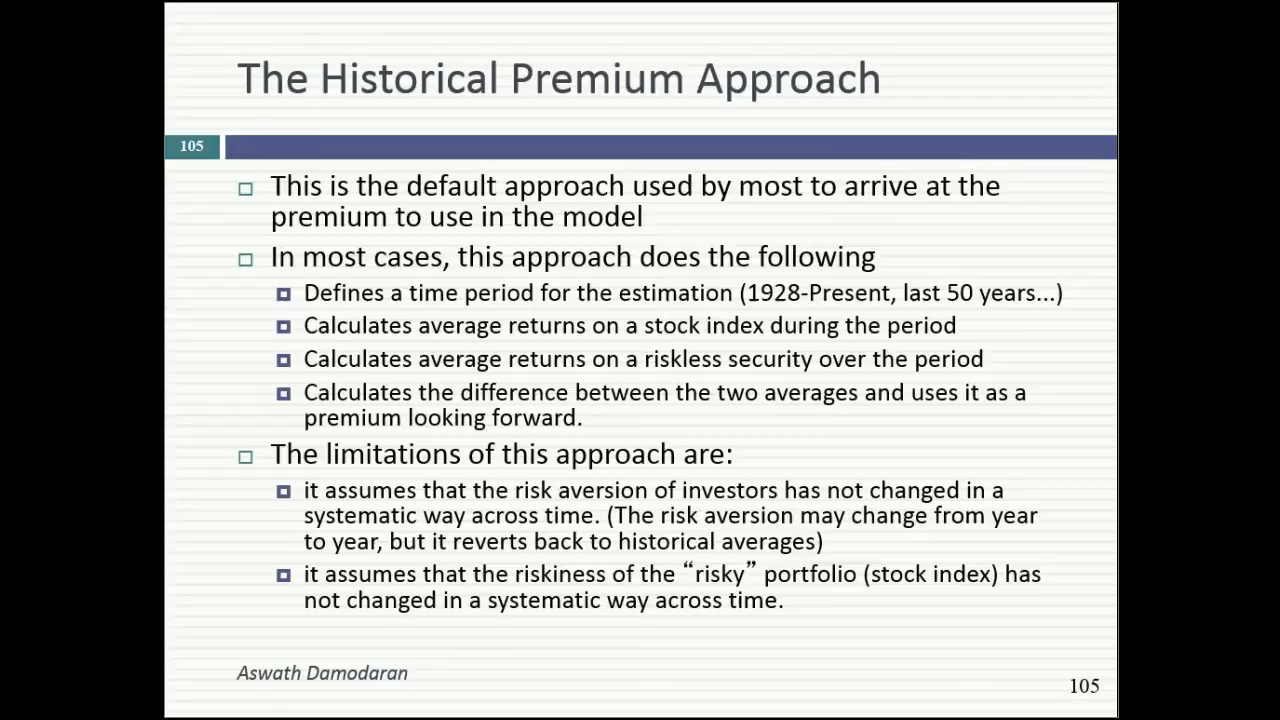 The Historical Premium Approach
105
This is the default approach used by most to arrive at the
premium to use in the model
In most cases, this approach does the following
Defines a time period for the estimation (1928-Present, last 50 years...)
Calculates average returns on a stock index during the period
Calculates average returns on a riskless security over the period
Calculates the difference between the two averages and uses it as a
premium looking forward.
The limitations of this approach are:
it assumes that the risk aversion of investors has not changed in a
systematic way across time. (The risk aversion may change from year
to year, but it reverts back to historical averages)
it assumes that the riskiness of the “risky” portfolio (stock index) has
not changed in a systematic way across time.
Aswath Damodaran
105